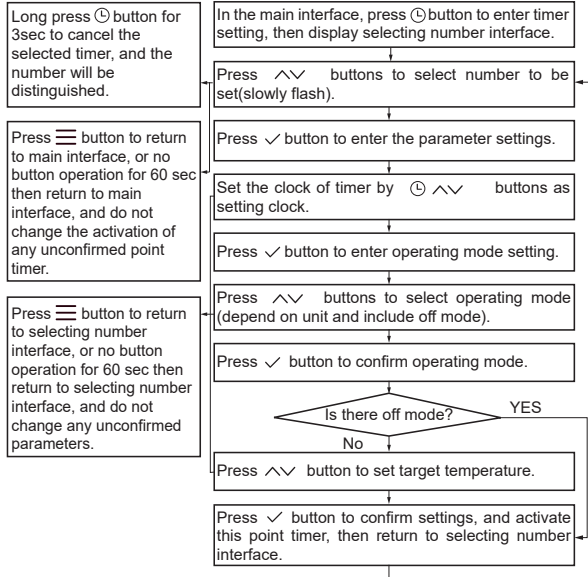 Long press button for
3sec to cancel the
selected timer, and the
number will be
distinguished.
Press ☰ button to return
to main interface, or no
button operation for 60 sec
then return to main
interface, and do not
change the activation of
any unconfirmed point
timer.
Press ☰ button to return
to selecting number
interface, or no button
operation for 60 sec then
return to selecting number
interface, and do not
change any unconfirmed
parameters.
In the main interface, press button to enter timer
setting, then display selecting number interface.
Press buttons to select number to be
set(slowly flash).
Press ✓ button to enter the parameter settings.
Set the clock of timer by buttons as
setting clock.
Press ✓ button to enter operating mode setting.
Press buttons to select operating mode
(depend on unit and include off mode).
Press ✓ button to confirm operating mode.
Is there off mode?
YES
No
Press button to set target temperature.
Press ✓ button to confirm settings, and activate
this point timer, then return to selecting number
interface.